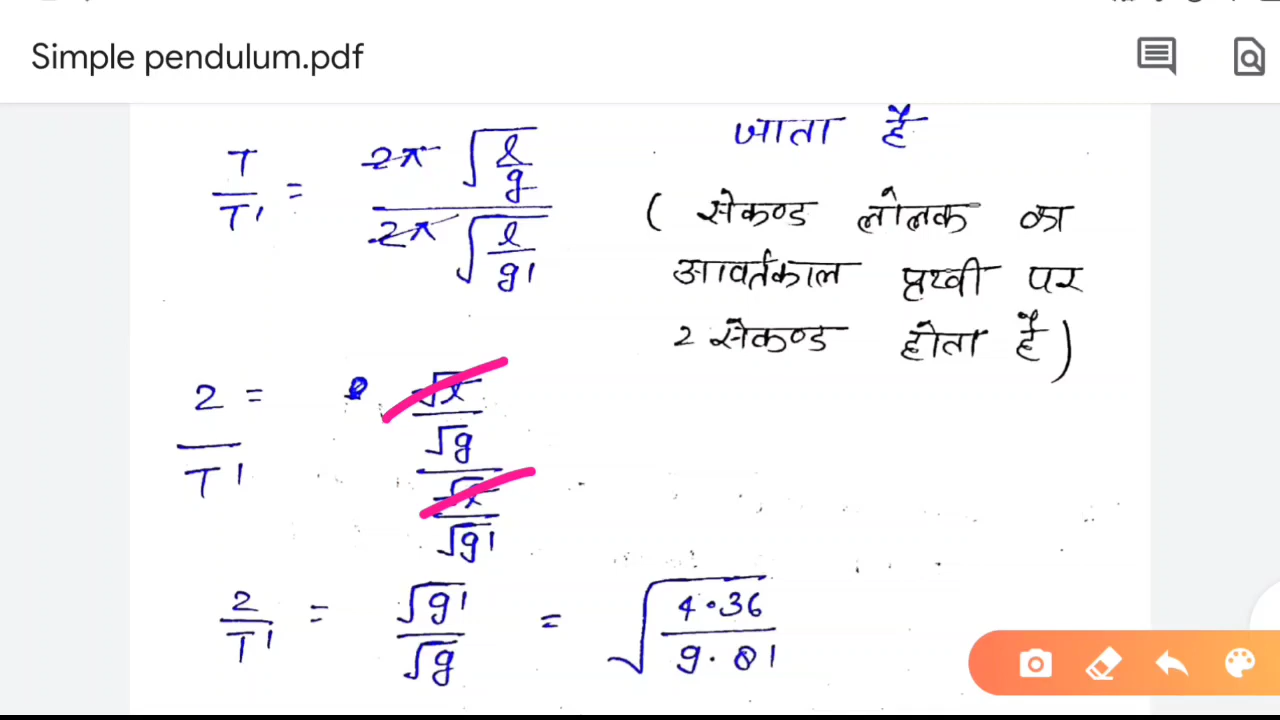 Simple pendulum.pdf
जाता है
T/T' = 2π √(l/g) / 2π √(l/g')
( सेकण्ड लोलक का
आवर्तकाल पृथ्वी पर
2 सेकण्ड होता है )
2/T' = √l/√g / √l/√g'
2/T' = √g'/√g = √(4.36/9.81)